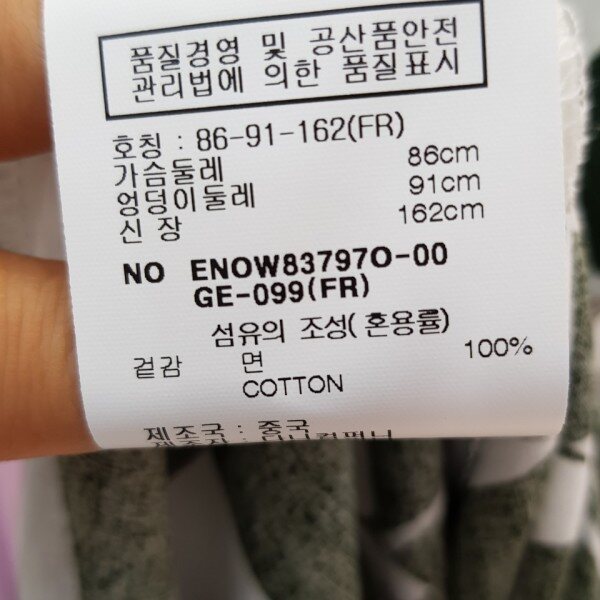 품질경영 및 공산품안전
관리법에 의한 품질표시
호칭 : 86-91-162(FR)
가슴둘레 86cm
엉덩이둘레 91cm
신 장 162cm
NO ENOW83797O-00
GE-099(FR)
섬유의 조성( 혼용률)
겉감 면 100%
COTTON
제조국 : 중국